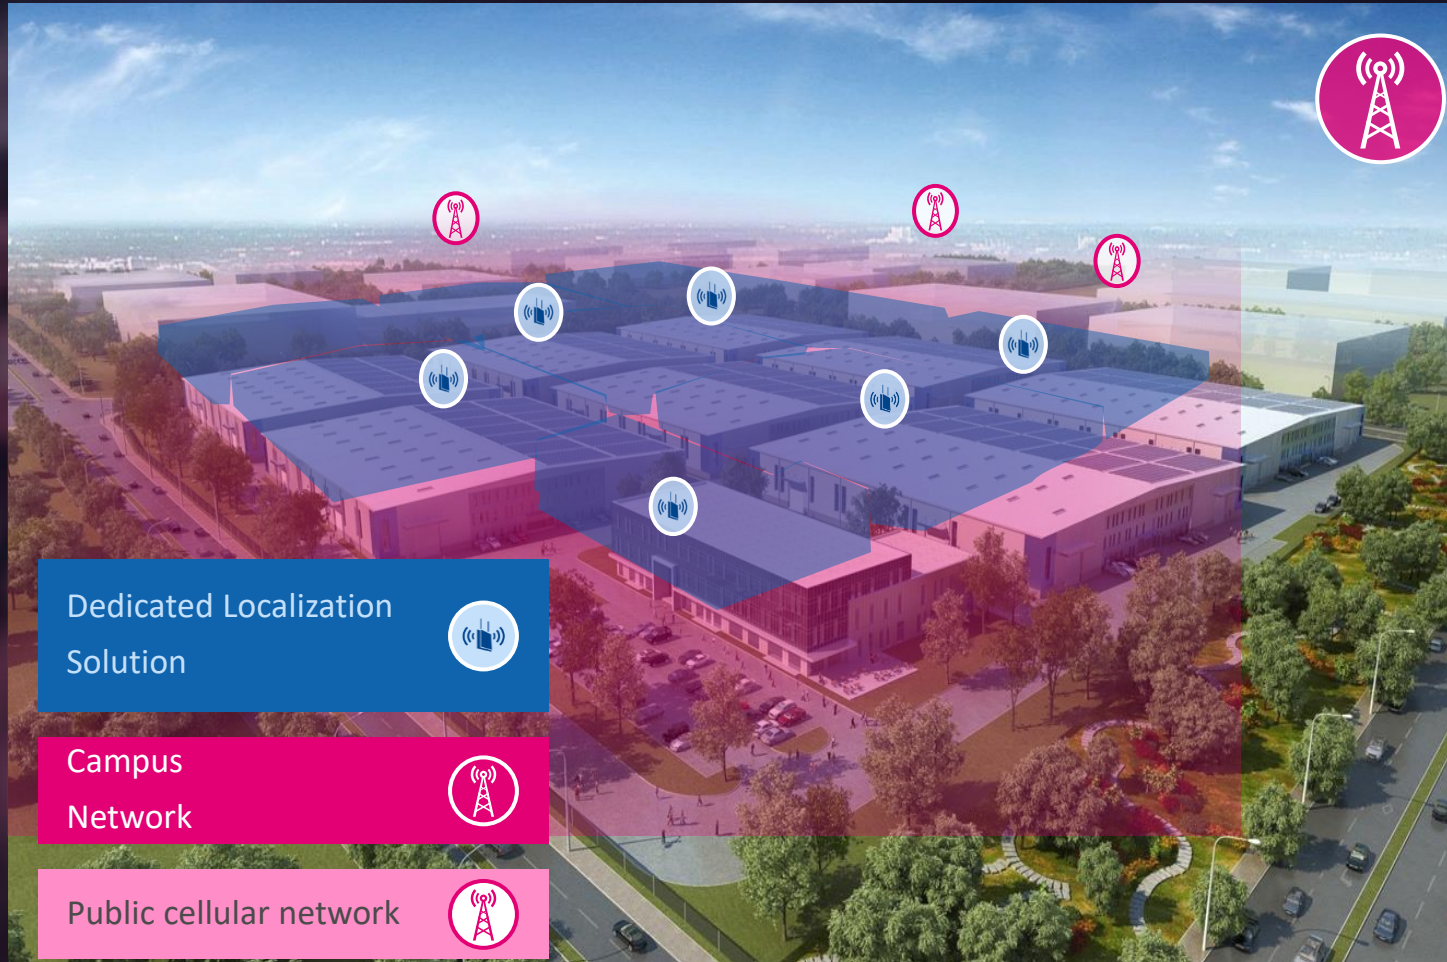 Dedicated Localization
Solution
Campus
Network
Public cellular network